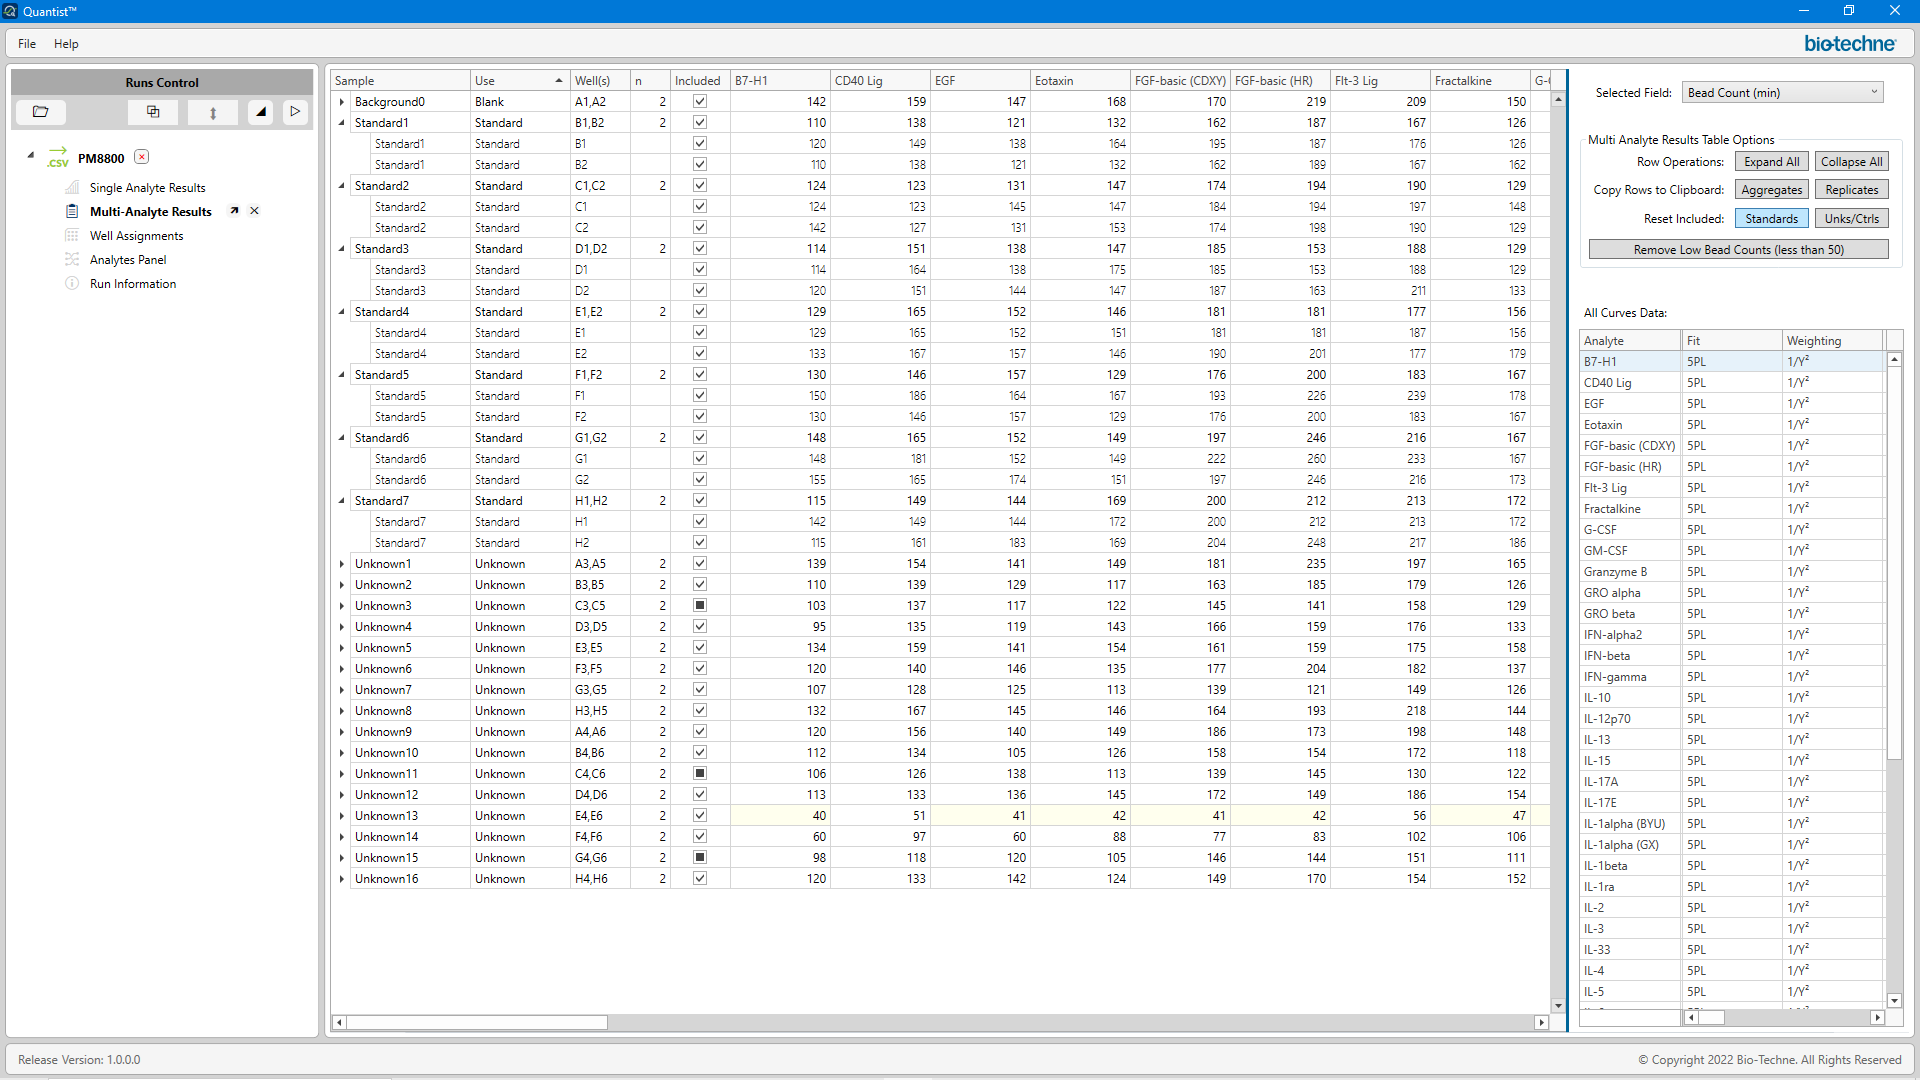 Quantist™
File Help
bio-techne
Runs Control
.csv PM8800
Single Analyte Results
Multi-Analyte Results
Well Assignments
Analytes Panel
Run Information
Sample Use Well(s) n Included B7-H1 CD40 Lig EGF Eotaxin FGF-basic (CDXY) FGF-basic (HR) Flt-3 Lig Fractalkine
Background0 Blank A1,A2 2 142 159 147 168 170 219 209 150
Standard1 Standard B1,B2 2 110 138 121 132 162 187 167 126
Standard1 Standard B1 120 149 138 164 195 187 176 126
Standard1 Standard B2 110 138 121 132 162 189 167 162
Standard2 Standard C1,C2 2 124 123 131 147 174 194 190 129
Standard2 Standard C1 124 123 145 147 184 194 197 148
Standard2 Standard C2 142 127 131 153 174 198 190 129
Standard3 Standard D1,D2 2 114 151 138 147 185 153 188 129
Standard3 Standard D1 114 164 138 175 185 153 188 129
Standard3 Standard D2 120 151 144 147 187 163 211 133
Standard4 Standard E1,E2 2 129 165 152 146 181 181 177 156
Standard4 Standard E1 129 165 152 151 181 181 187 156
Standard4 Standard E2 133 167 157 146 190 201 177 179
Standard5 Standard F1,F2 2 130 146 157 129 176 200 183 167
Standard5 Standard F1 150 186 164 167 193 226 239 178
Standard5 Standard F2 130 146 157 129 176 200 183 167
Standard6 Standard G1,G2 2 148 165 152 149 197 246 216 167
Standard6 Standard G1 148 181 152 149 222 260 233 167
Standard6 Standard G2 155 165 174 151 197 246 216 173
Standard7 Standard H1,H2 2 115 149 144 169 200 212 213 172
Standard7 Standard H1 142 149 144 172 200 212 213 172
Standard7 Standard H2 115 161 183 169 204 248 217 186
Unknown1 Unknown A3,A5 2 139 154 141 149 181 235 197 165
Unknown2 Unknown B3,B5 2 110 139 129 117 163 185 179 126
Unknown3 Unknown C3,C5 2 103 137 117 122 145 141 158 129
Unknown4 Unknown D3,D5 2 95 135 119 143 166 159 176 133
Unknown5 Unknown E3,E5 2 134 159 141 154 161 159 175 158
Unknown6 Unknown F3,F5 2 120 140 146 135 177 204 182 137
Unknown7 Unknown G3,G5 2 107 128 125 113 139 121 149 126
Unknown8 Unknown H3,H5 2 132 167 145 146 164 193 218 144
Unknown9 Unknown A4,A6 2 120 156 140 149 186 173 198 148
Unknown10 Unknown B4,B6 2 112 134 105 126 158 154 172 118
Unknown11 Unknown C4,C6 2 106 126 138 113 139 145 130 122
Unknown12 Unknown D4,D6 2 113 133 136 145 172 149 186 154
Unknown13 Unknown E4,E6 2 40 51 41 42 41 42 56 47
Unknown14 Unknown F4,F6 2 60 97 60 88 77 83 102 106
Unknown15 Unknown G4,G6 2 98 118 120 105 146 144 151 111
Unknown16 Unknown H4,H6 2 120 133 142 124 149 170 154 152
Selected Field: Bead Count (min)
Multi Analyte Results Table Options
Row Operations: Expand All Collapse All
Copy Rows to Clipboard: Aggregates Replicates
Reset Included: Standards Unks/Ctrls
Remove Low Bead Counts (less than 50)
All Curves Data:
Analyte Fit Weighting
B7-H1 5PL 1/Y²
CD40 Lig 5PL 1/Y²
EGF 5PL 1/Y²
Eotaxin 5PL 1/Y²
FGF-basic (CDXY) 5PL 1/Y²
FGF-basic (HR) 5PL 1/Y²
Flt-3 Lig 5PL 1/Y²
Fractalkine 5PL 1/Y²
G-CSF 5PL 1/Y²
GM-CSF 5PL 1/Y²
Granzyme B 5PL 1/Y²
GRO alpha 5PL 1/Y²
GRO beta 5PL 1/Y²
IFN-alpha2 5PL 1/Y²
IFN-beta 5PL 1/Y²
IFN-gamma 5PL 1/Y²
IL-10 5PL 1/Y²
IL-12p70 5PL 1/Y²
IL-13 5PL 1/Y²
IL-15 5PL 1/Y²
IL-17A 5PL 1/Y²
IL-17E 5PL 1/Y²
IL-1alpha (BYU) 5PL 1/Y²
IL-1alpha (GX) 5PL 1/Y²
IL-1beta 5PL 1/Y²
IL-1ra 5PL 1/Y²
IL-2 5PL 1/Y²
IL-3 5PL 1/Y²
IL-33 5PL 1/Y²
IL-4 5PL 1/Y²
IL-5 5PL 1/Y²
Release Version: 1.0.0.0
© Copyright 2022 Bio-Techne. All Rights Reserved